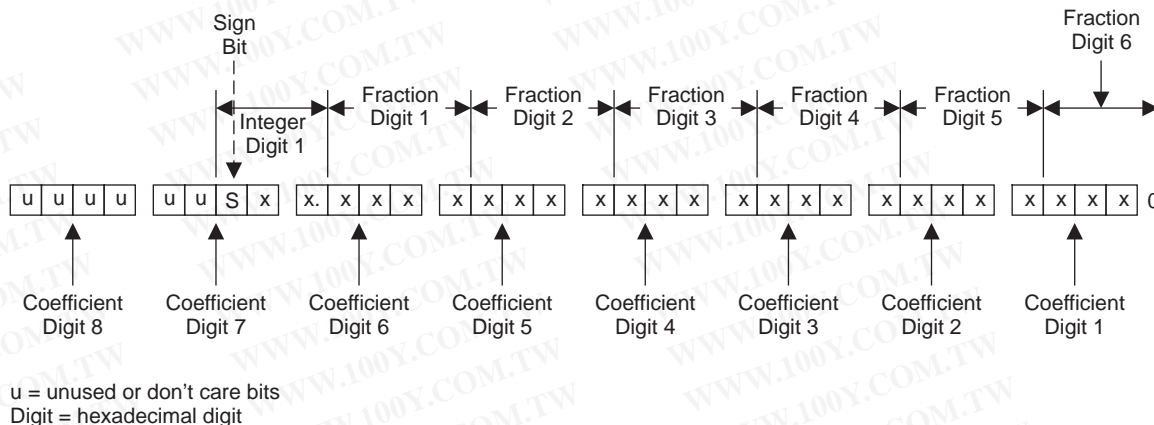 Sign
Bit
Fraction
Digit 6
Integer
Digit 1
Fraction
Digit 1
Fraction
Digit 2
Fraction
Digit 3
Fraction
Digit 4
Fraction
Digit 5
u u u u u u S x x. x x x x x x x x x x x x x x x x x x x x x x x 0
Coefficient
Digit 8
Coefficient
Digit 7
Coefficient
Digit 6
Coefficient
Digit 5
Coefficient
Digit 4
Coefficient
Digit 3
Coefficient
Digit 2
Coefficient
Digit 1
u = unused or don't care bits
Digit = hexadecimal digit
WWW.100Y.COM.TW